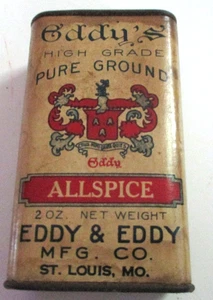 Eddy's
HIGH GRADE
PURE GROUND
Eddy
ALLSPICE
2 OZ. NET WEIGHT
EDDY & EDDY
MFG. CO.
ST. LOUIS, MO.